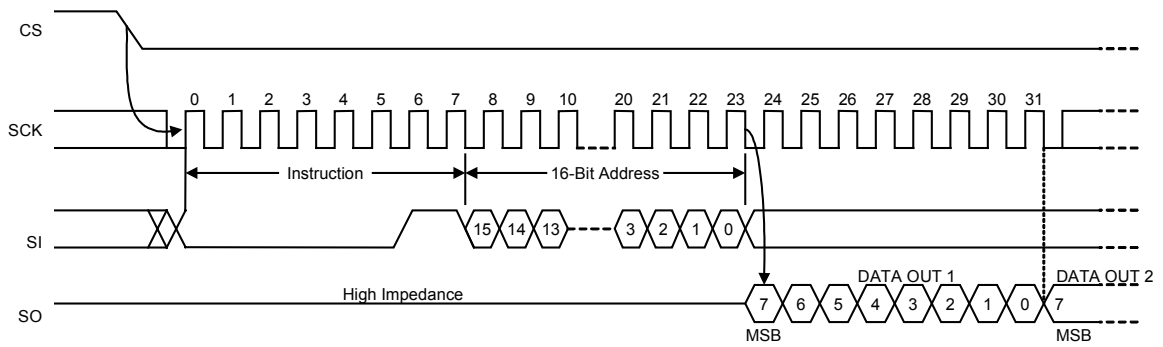 CS
0 1 2 3 4 5 6 7 8 9 10 20 21 22 23 24 25 26 27 28 29 30 31
SCK
Instruction 16-Bit Address
15 14 13 3 2 1 0
SI
DATA OUT 1 DATA OUT 2
High Impedance
7 6 5 4 3 2 1 0 7
SO
MSB MSB